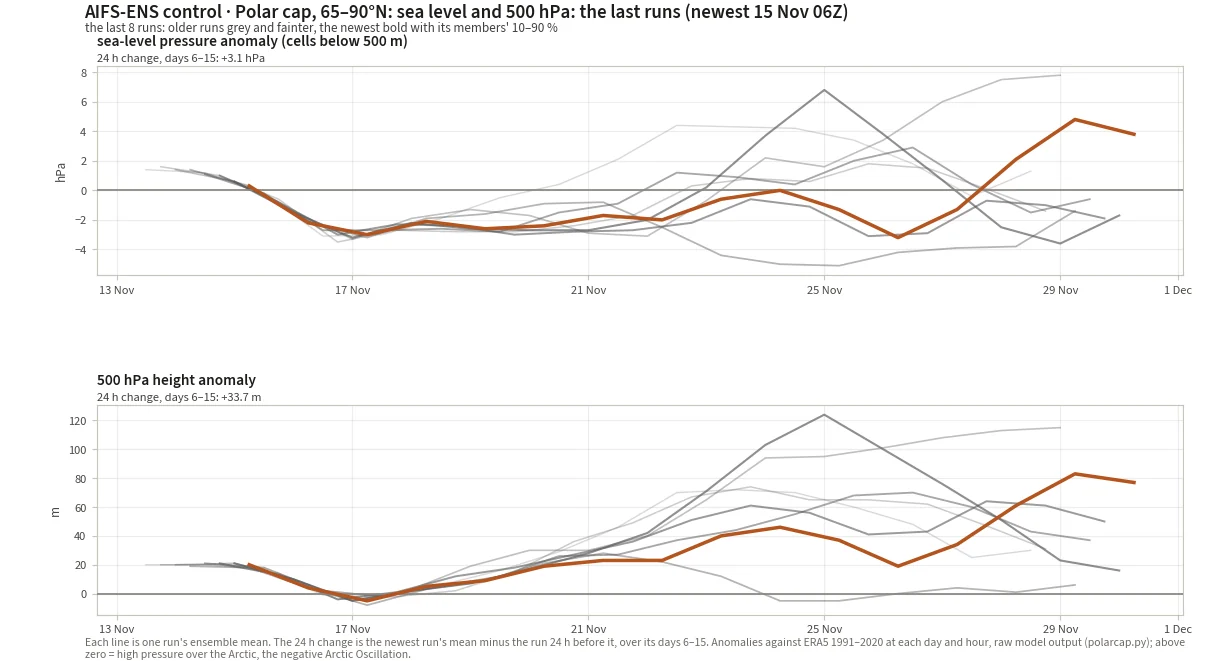 AIFS-ENS control · Polar cap, 65–90°N: sea level and 500 hPa: the last runs (newest 15 Nov 06Z)
the last 8 runs: older runs grey and fainter, the newest bold with its members' 10–90 %
sea-level pressure anomaly (cells below 500 m)
24 h change, days 6–15: +3.1 hPa
8
6
4
2
0
−2
−4
hPa
13 Nov 17 Nov 21 Nov 25 Nov 29 Nov 1 Dec
500 hPa height anomaly
24 h change, days 6–15: +33.7 m
120
100
80
60
40
20
0
m
13 Nov 17 Nov 21 Nov 25 Nov 29 Nov 1 Dec
Each line is one run's ensemble mean. The 24 h change is the newest run's mean minus the run 24 h before it, over its days 6–15. Anomalies against ERA5 1991–2020 at each day and hour, raw model output (polarcap.py); above
zero = high pressure over the Arctic, the negative Arctic Oscillation.